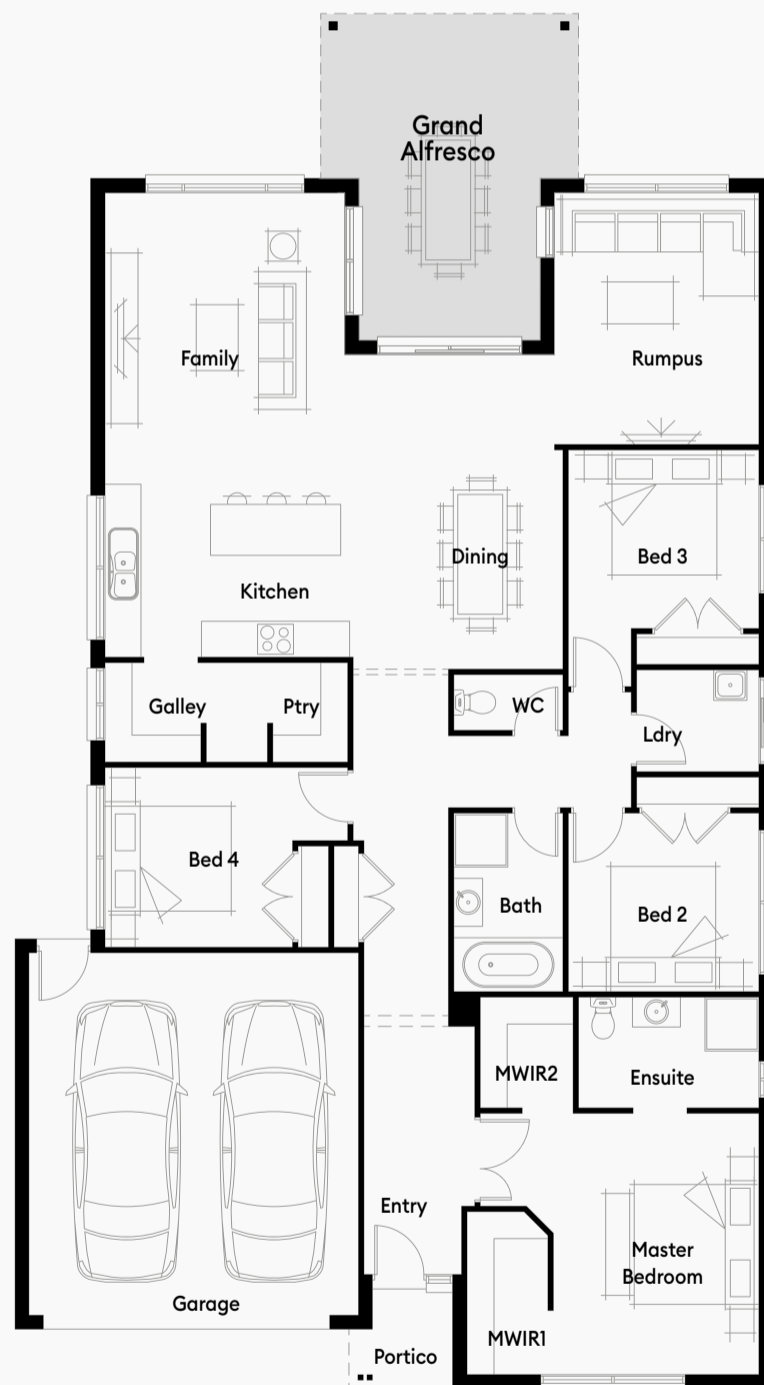 Grand
Alfresco
Family
Rumpus
Dining
Bed 3
Kitchen
Galley
Ptry
WC
Ldry
Bed 4
Bath
Bed 2
MWIR2
Ensuite
Entry
Master
Bedroom
Garage
MWIR1
Portico